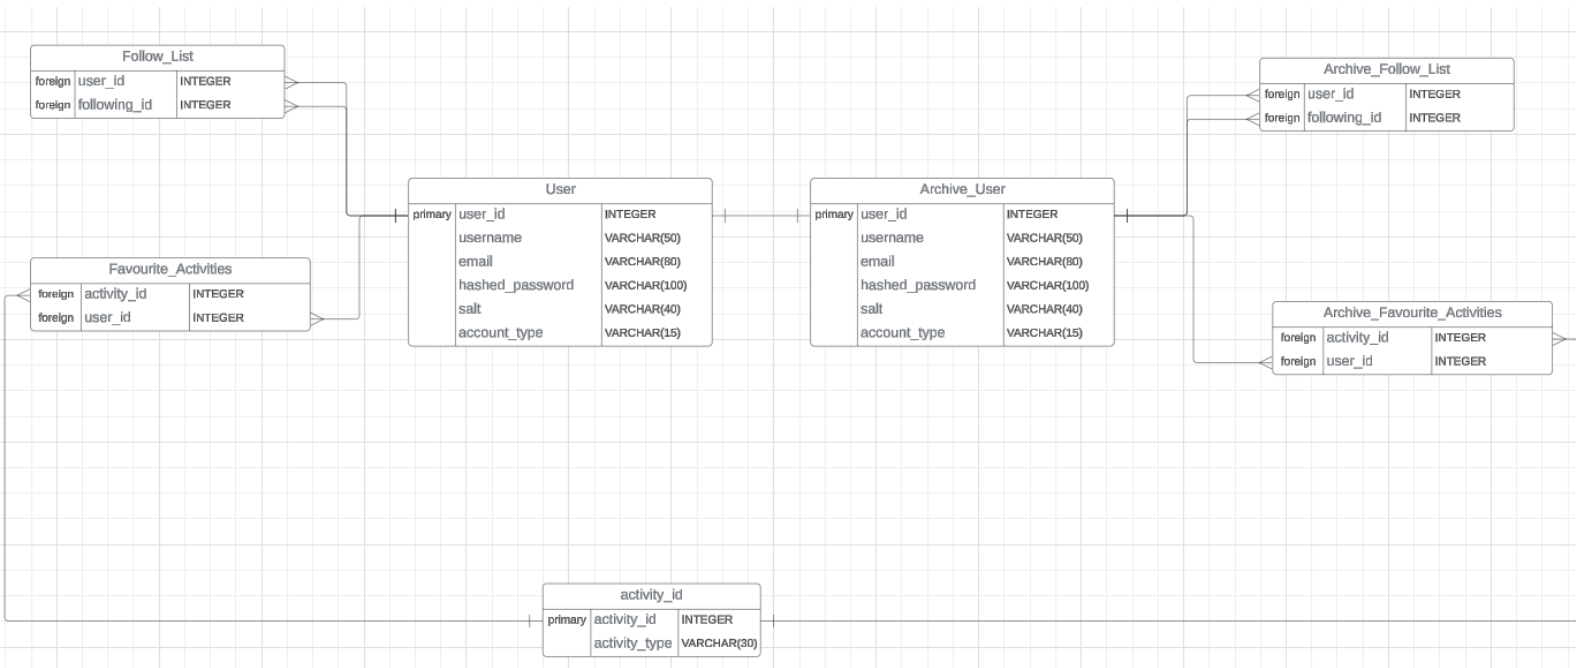 Follow_List
foreign user_id INTEGER
foreign following_id INTEGER
Archive_Follow_List
foreign user_id INTEGER
foreign following_id INTEGER
User
primary user_id INTEGER
username VARCHAR(50)
email VARCHAR(80)
hashed_password VARCHAR(100)
salt VARCHAR(40)
account_type VARCHAR(15)
Archive_User
primary user_id INTEGER
username VARCHAR(50)
email VARCHAR(80)
hashed_password VARCHAR(100)
salt VARCHAR(40)
account_type VARCHAR(15)
Favourite_Activities
foreign activity_id INTEGER
foreign user_id INTEGER
Archive_Favourite_Activities
foreign activity_id INTEGER
foreign user_id INTEGER
activity_id
primary activity_id INTEGER
activity_type VARCHAR(30)